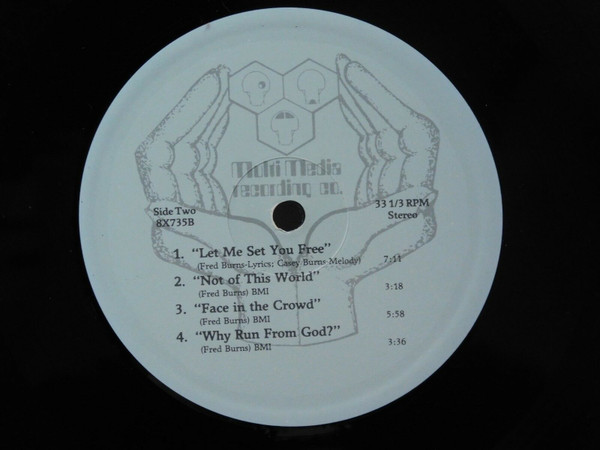 Multi Media
recording co.
Side Two
8X735B
33 1/3 RPM
Stereo
1. "Let Me Set You Free" 7:11
(Fred Burns-Lyrics; Casey Burns-Melody)
2. "Not of This World" 3:18
(Fred Burns) BMI
3. "Face in the Crowd" 5:58
(Fred Burns) BMI
4. "Why Run From God?" 3:36
(Fred Burns) BMI